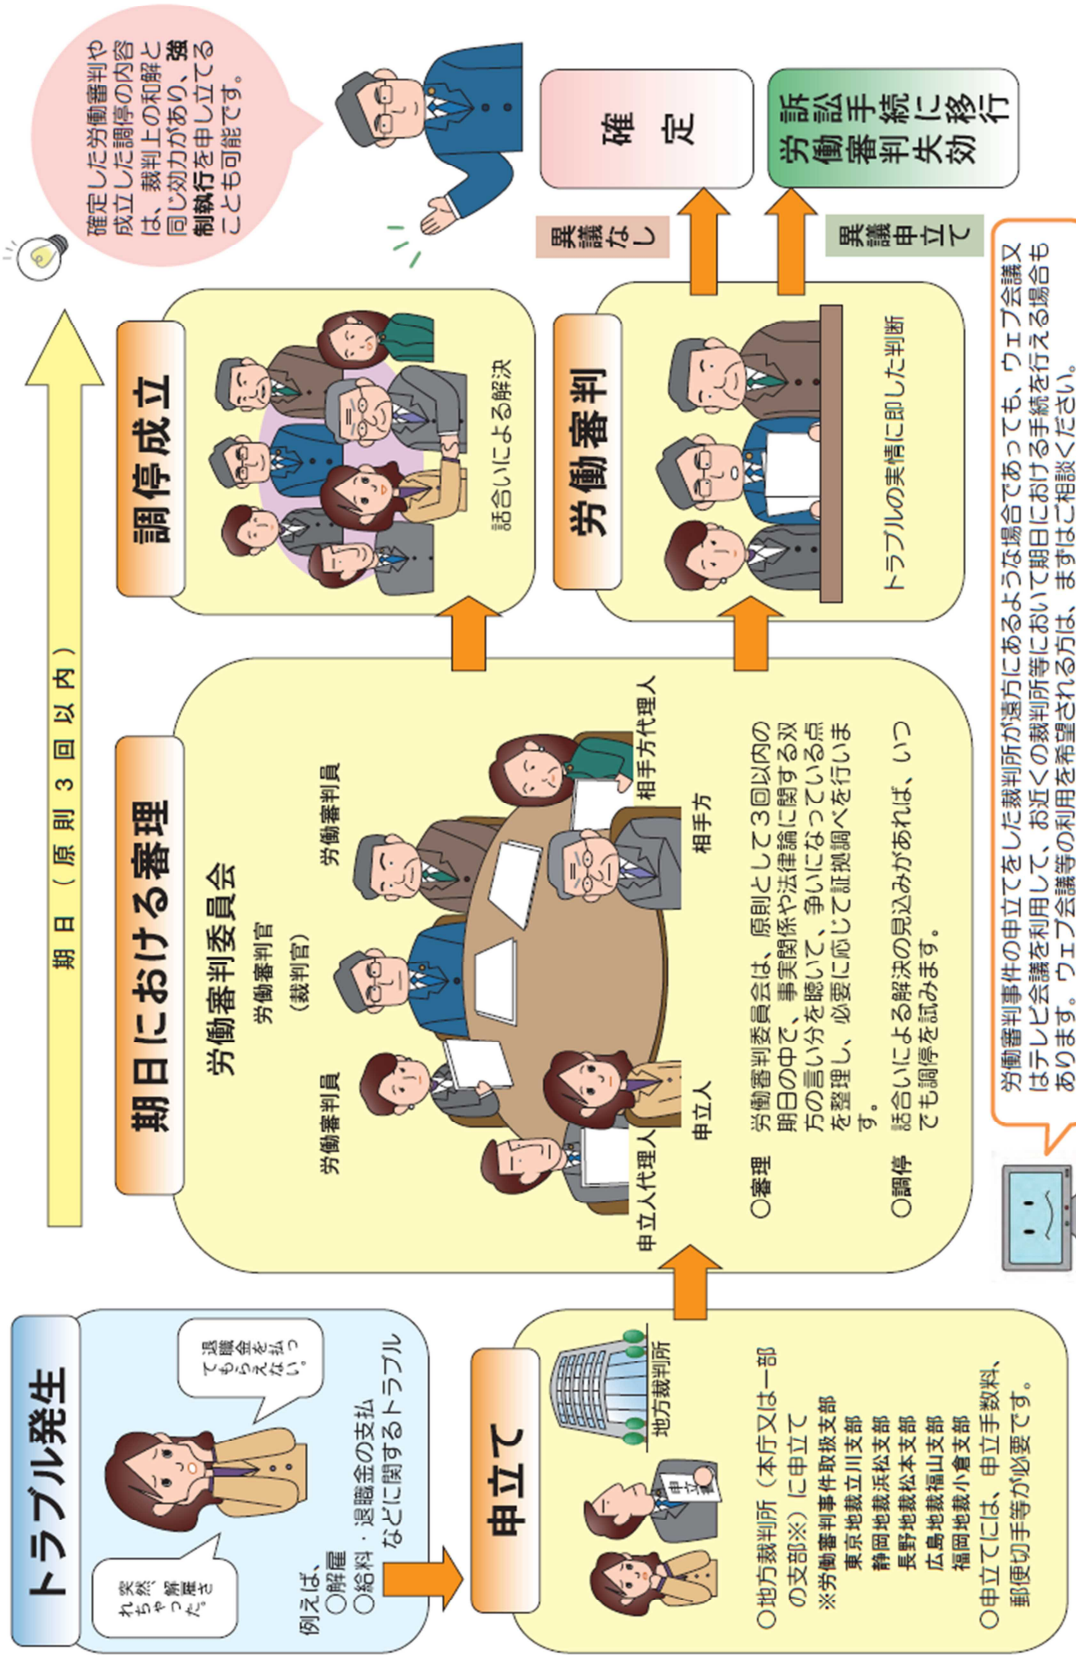 トラブル発生
突然、解雇さ
れちゃった。
退職金を払っ
てもらえない。
例えば、
○解雇
○給料・退職金の支払
などに関するトラブル
申立て
申立書
地方裁判所
○地方裁判所（本庁又は一部
の支部※）に申立て
※労働審判事件取扱支部
東京地裁立川支部
静岡地裁浜松支部
長野地裁松本支部
広島地裁福山支部
福岡地裁小倉支部
○申立てには、申立手数料、
郵便切手等が必要です。
期日（原則３回以内）
期日における審理
労働審判委員会
労働審判官
（裁判官）
労働審判員
労働審判員
申立人代理人
申立人
相手方
相手方代理人
○審理　労働審判委員会は、原則として３回以内の
期日の中で、事実関係や法律論に関する双
方の言い分を聴いて、争いになっている点
を整理し、必要に応じて証拠調べを行いま
す。
○調停　話合いによる解決の見込みがあれば、いつ
でも調停を試みます。
調停成立
話合いによる解決
労働審判
トラブルの実情に即した判断
確定した労働審判や
成立した調停の内容
は、裁判上の和解と
同じ効力があり、強
制執行を申し立てる
ことも可能です。
異議
なし
確
定
異議
申立て
訴訟手続に移行
労働審判失効
労働審判事件の申立てをした裁判所が遠方にあるような場合であっても、ウェブ会議又
はテレビ会議を利用して、お近くの裁判所等において期日における手続を行える場合も
あります。ウェブ会議等の利用を希望される方は、まずはご相談ください。